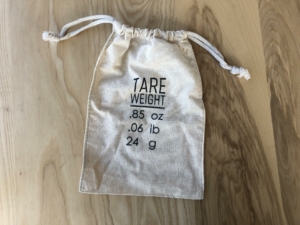 TARE
WEIGHT
.85 oz
.06 lb
24 g